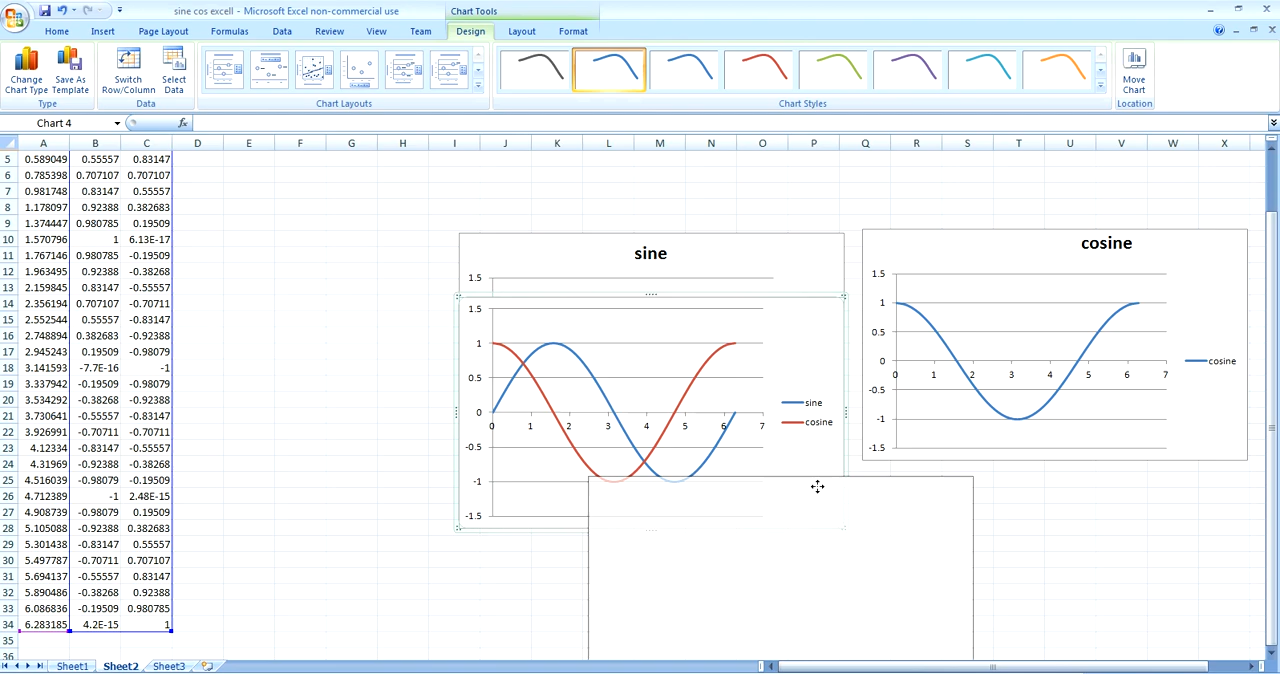 sine cos excell - Microsoft Excel non-commercial use
Chart Tools
Home Insert Page Layout Formulas Data Review View Team Design Layout Format
Change Chart Type
Save As Template
Switch Row/Column
Select Data
Type Data Chart Layouts Chart Styles
Move Chart
Location
Chart 4 fx
A B C D E F G H I J K L M N O P Q R S T U V W X
5 0.589049 0.55557 0.83147
6 0.785398 0.707107 0.707107
7 0.981748 0.83147 0.55557
8 1.178097 0.92388 0.382683
9 1.374447 0.980785 0.19509
10 1.570796 1 6.13E-17
11 1.767146 0.980785 -0.19509
12 1.963495 0.92388 -0.38268
13 2.159845 0.83147 -0.55557
14 2.356194 0.707107 -0.70711
15 2.552544 0.55557 -0.83147
16 2.748894 0.382683 -0.92388
17 2.945243 0.19509 -0.98079
18 3.141593 -7.7E-16 -1
19 3.337942 -0.19509 -0.98079
20 3.534292 -0.38268 -0.92388
21 3.730641 -0.55557 -0.83147
22 3.926991 -0.70711 -0.70711
23 4.12334 -0.83147 -0.55557
24 4.31969 -0.92388 -0.38268
25 4.516039 -0.98079 -0.19509
26 4.712389 -1 2.48E-15
27 4.908739 -0.98079 0.19509
28 5.105088 -0.92388 0.382683
29 5.301438 -0.83147 0.55557
30 5.497787 -0.70711 0.707107
31 5.694137 -0.55557 0.83147
32 5.890486 -0.38268 0.92388
33 6.086836 -0.19509 0.980785
34 6.283185 4.2E-15 1
35
36
sine
1.5
1.5
1
0.5
0
-0.5
-1
-1.5
0 1 2 3 4 5 6 7
sine
cosine
cosine
1.5
1
0.5
0
-0.5
-1
-1.5
0 1 2 3 4 5 6 7
cosine
Sheet1 Sheet2 Sheet3